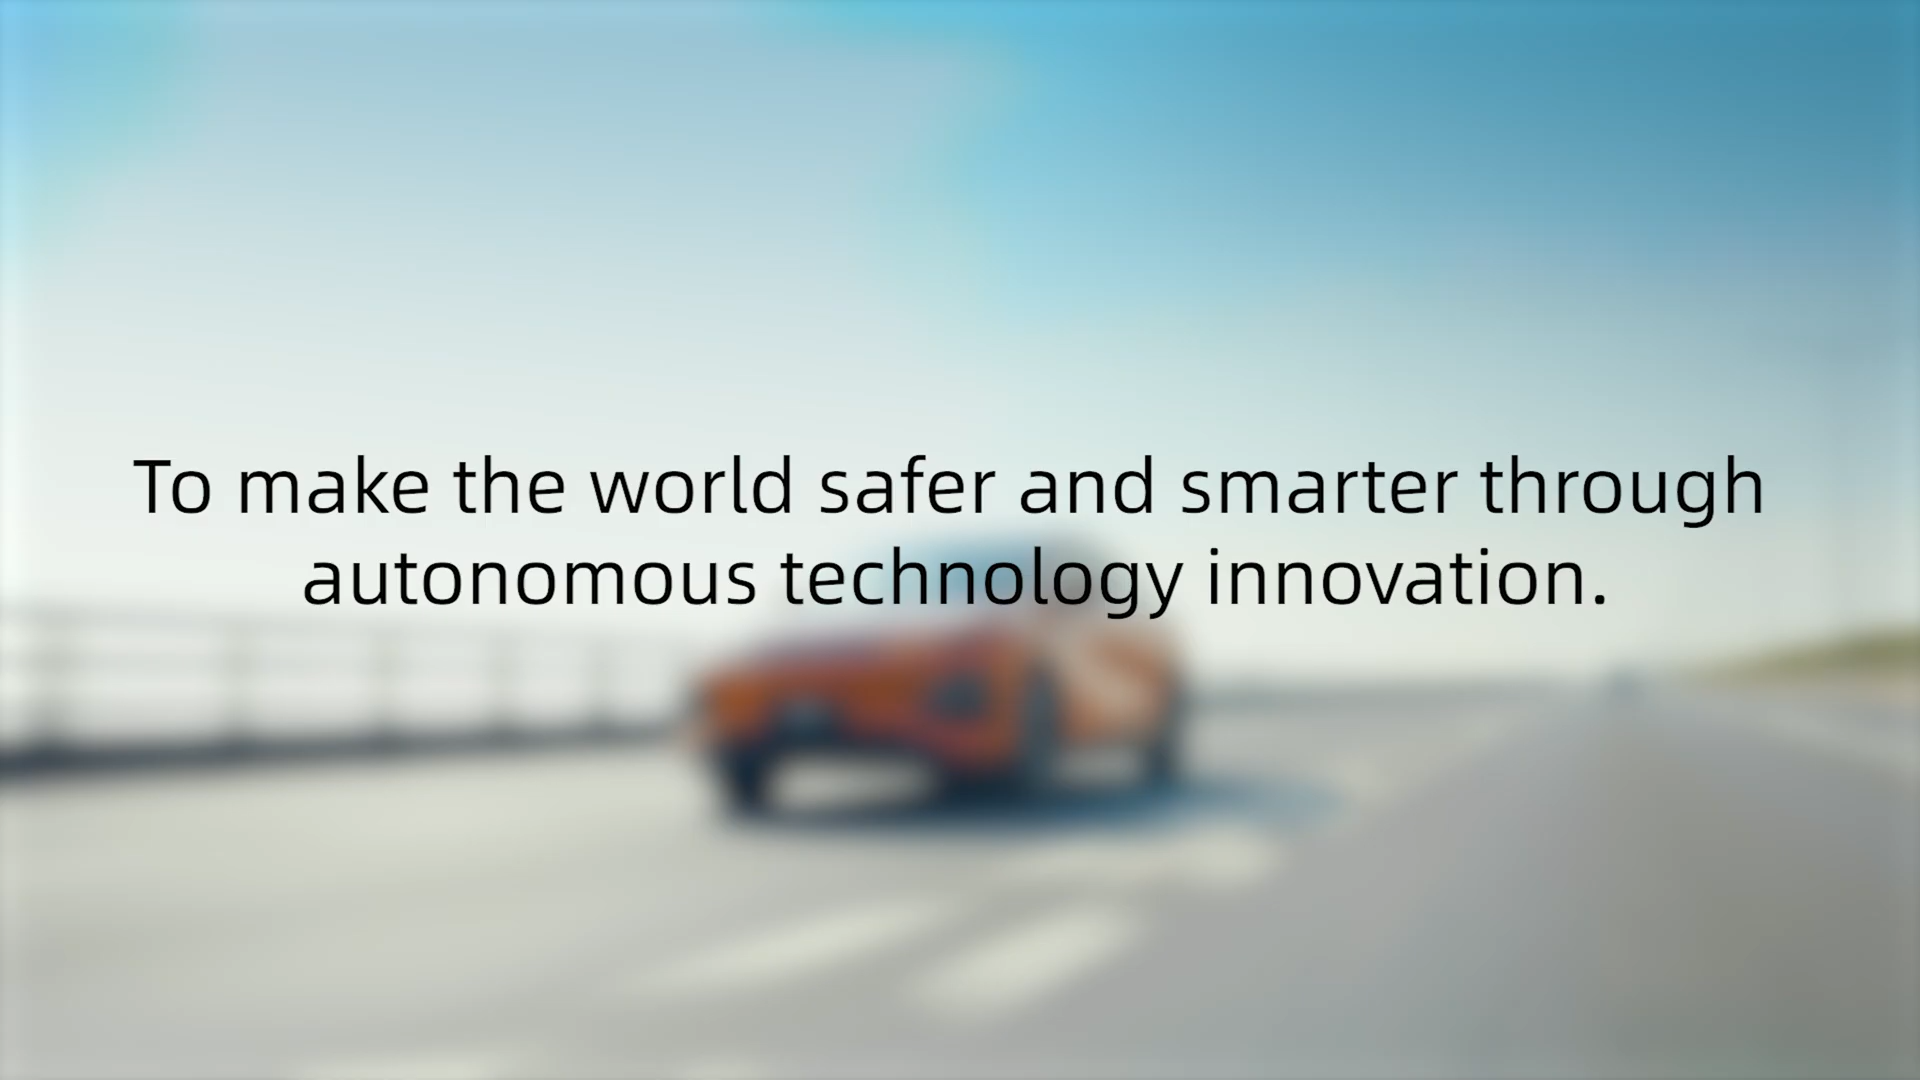 To make the world safer and smarter through
autonomous technology innovation.